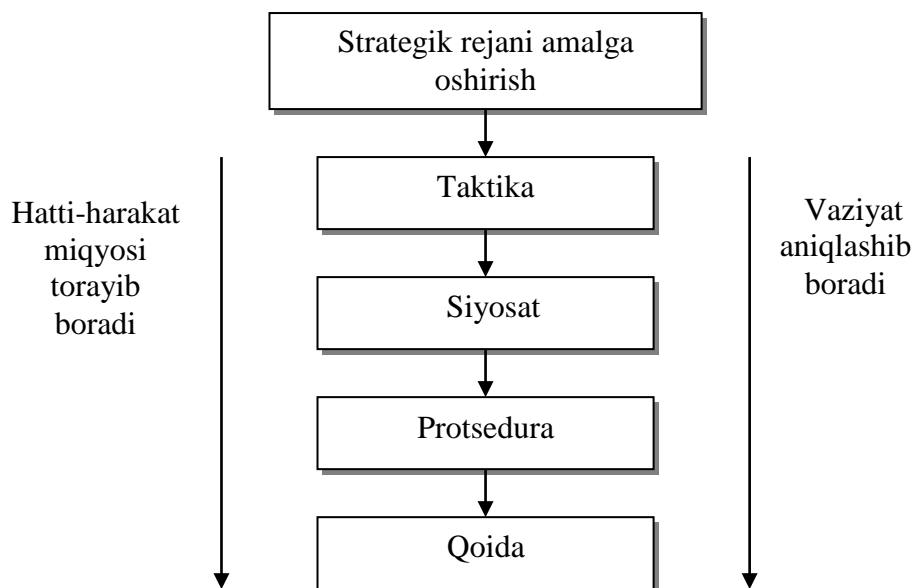 Strategik rejani amalga
oshirish
Taktika
Hatti-harakat
miqyosi
torayib
boradi
Vaziyat
aniqlashib
boradi
Siyosat
Protsedura
Qoida